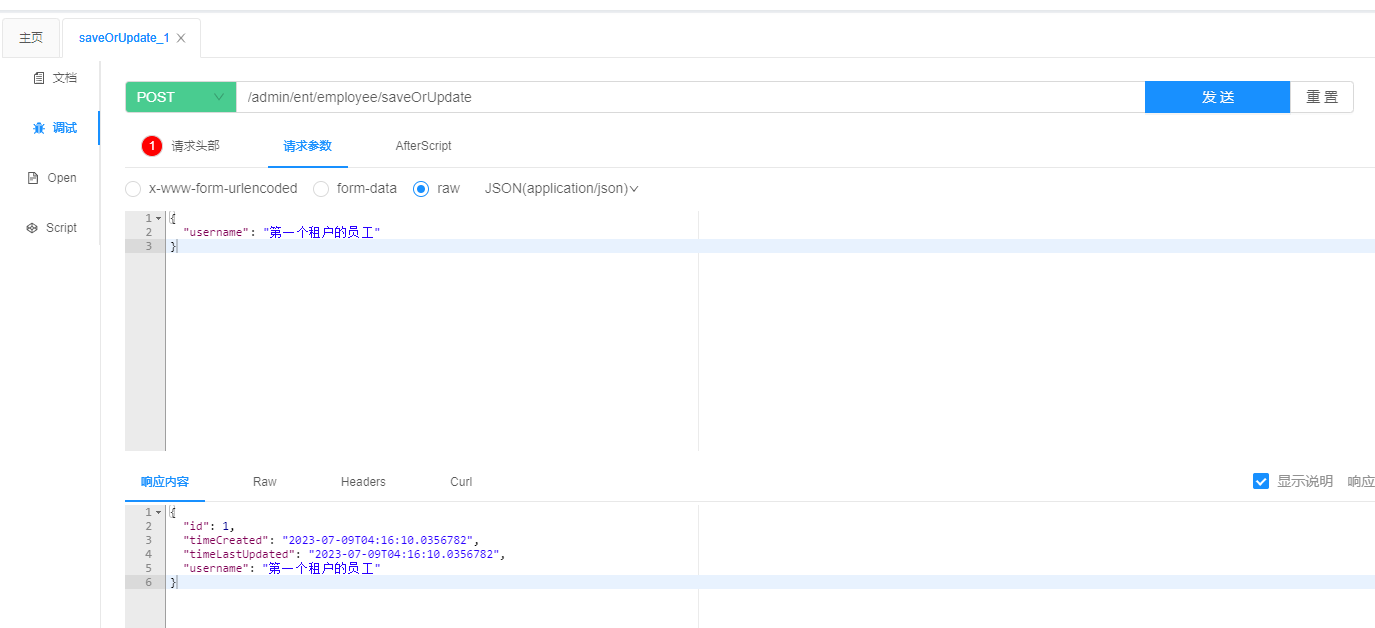 主页 saveOrUpdate_1
文档
调试
Open
Script
POST /admin/ent/employee/saveOrUpdate 发 送 重 置
1 请求头部 请求参数 AfterScript
x-www-form-urlencoded form-data raw JSON(application/json)
1 {
2 "username": "第一个租户的员工"
3 }
响应内容 Raw Headers Curl 显示说明 响应
1 {
2 "id": 1,
3 "timeCreated": "2023-07-09T04:16:10.0356782",
4 "timeLastUpdated": "2023-07-09T04:16:10.0356782",
5 "username": "第一个租户的员工"
6 }